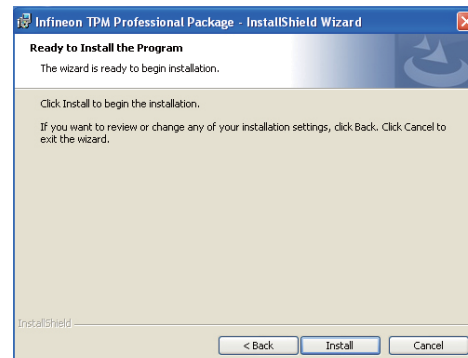 Infineon TPM Professional Package - InstallShield Wizard
Ready to Install the Program
The wizard is ready to begin installation.
Click Install to begin the installation.
If you want to review or change any of your installation settings, click Back. Click Cancel to
exit the wizard.
InstallShield
< Back Install Cancel